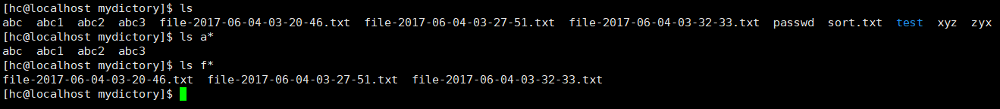 [hc@localhost mydictory]$ ls
abc  abc1  abc2  abc3  file-2017-06-04-03-20-46.txt  file-2017-06-04-03-27-51.txt  file-2017-06-04-03-32-33.txt  passwd  sort.txt  test  xyz  zyx
[hc@localhost mydictory]$ ls a*
abc  abc1  abc2  abc3
[hc@localhost mydictory]$ ls f*
file-2017-06-04-03-20-46.txt  file-2017-06-04-03-27-51.txt  file-2017-06-04-03-32-33.txt
[hc@localhost mydictory]$